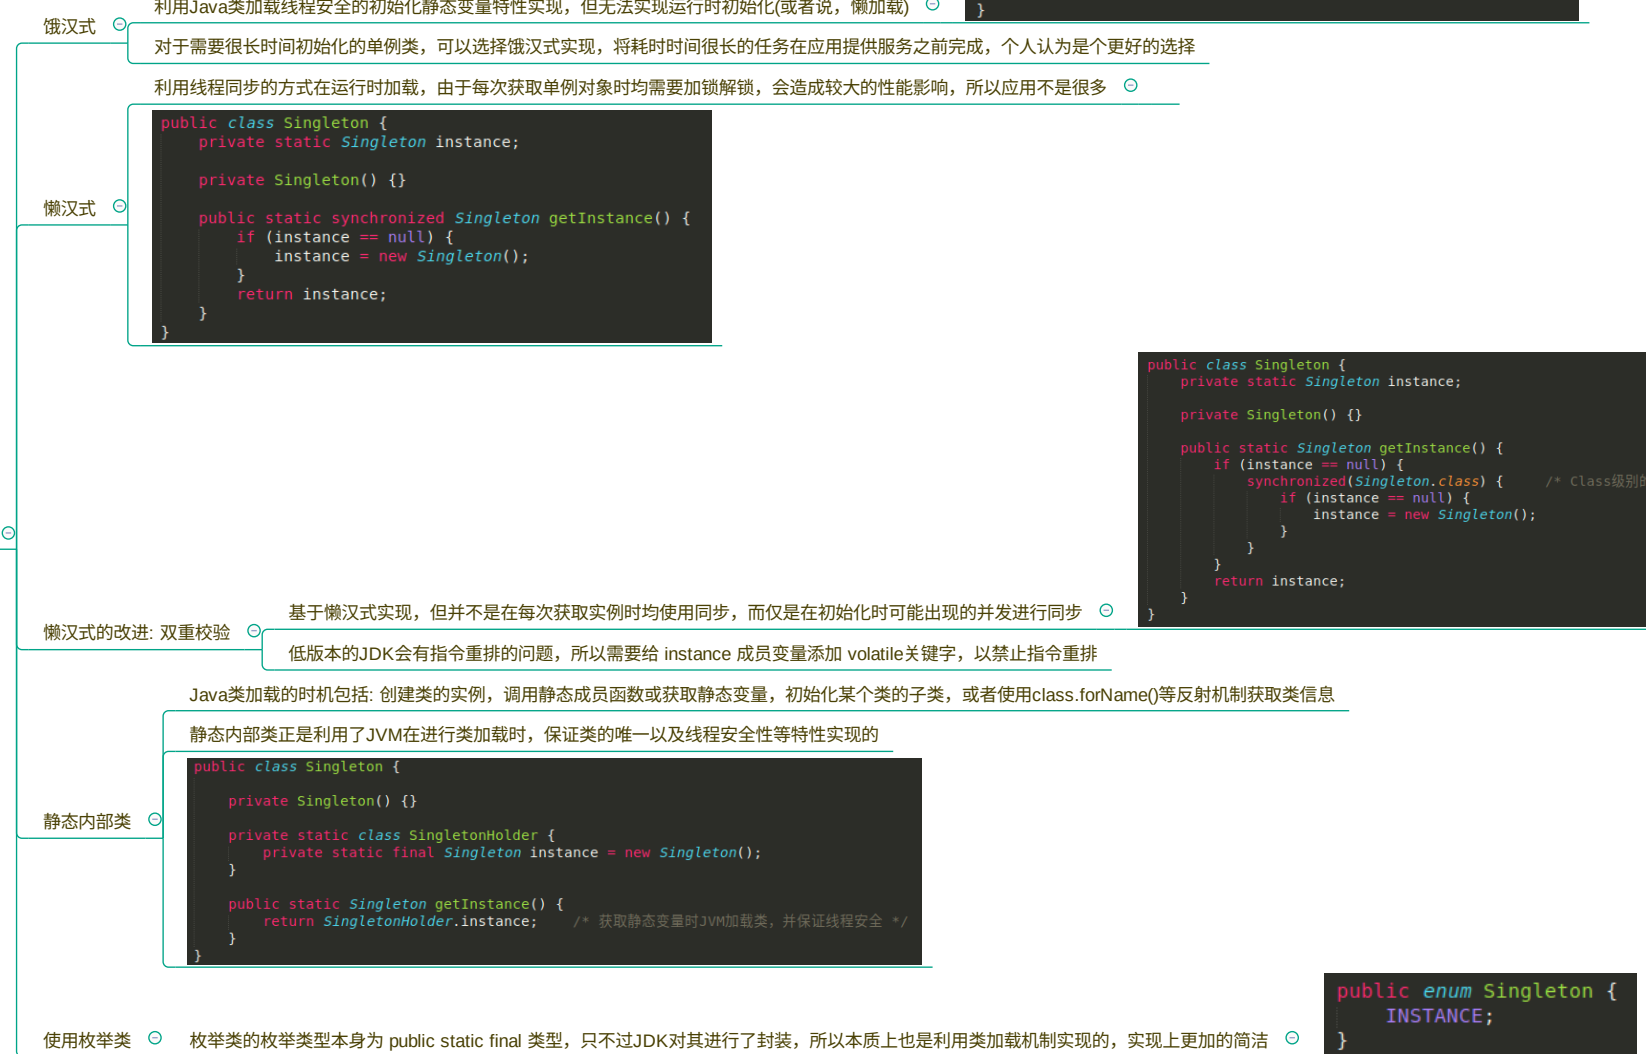 利用Java类加载线程安全的初始化静态变量特性实现，但无法实现运行时初始化(或者说，懒加载)
}
饿汉式
对于需要很长时间初始化的单例类，可以选择饿汉式实现，将耗时时间很长的任务在应用提供服务之前完成，个人认为是个更好的选择
利用线程同步的方式在运行时加载，由于每次获取单例对象时均需要加锁解锁，会造成较大的性能影响，所以应用不是很多
懒汉式
public class Singleton {
private static Singleton instance;
private Singleton() {}
public static synchronized Singleton getInstance() {
if (instance == null) {
instance = new Singleton();
}
return instance;
}
}
public class Singleton {
private static Singleton instance;
private Singleton() {}
public static Singleton getInstance() {
if (instance == null) {
synchronized(Singleton.class) { /* Class级别的
if (instance == null) {
instance = new Singleton();
}
}
}
return instance;
}
}
懒汉式的改进: 双重校验
基于懒汉式实现，但并不是在每次获取实例时均使用同步，而仅是在初始化时可能出现的并发进行同步
低版本的JDK会有指令重排的问题，所以需要给 instance 成员变量添加 volatile关键字，以禁止指令重排
Java类加载的时机包括: 创建类的实例，调用静态成员函数或获取静态变量，初始化某个类的子类，或者使用class.forName()等反射机制获取类信息
静态内部类正是利用了JVM在进行类加载时，保证类的唯一以及线程安全性等特性实现的
静态内部类
public class Singleton {
private Singleton() {}
private static class SingletonHolder {
private static final Singleton instance = new Singleton();
}
public static Singleton getInstance() {
return SingletonHolder.instance; /* 获取静态变量时JVM加载类，并保证线程安全 */
}
}
使用枚举类
枚举类的枚举类型本身为 public static final 类型，只不过JDK对其进行了封装，所以本质上也是利用类加载机制实现的，实现上更加的简洁
public enum Singleton {
INSTANCE;
}